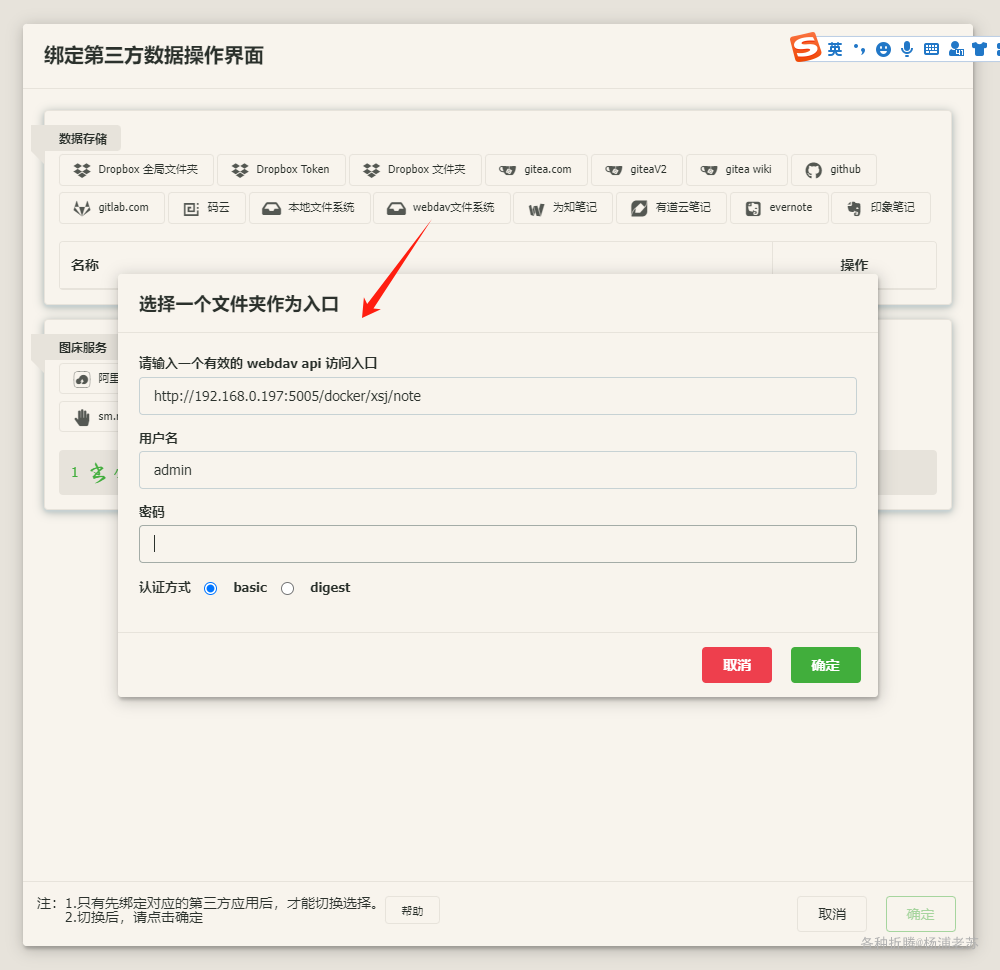 绑定第三方数据操作界面
英
数据存储
Dropbox 全局文件夹 Dropbox Token Dropbox 文件夹 gitea.com giteaV2 gitea wiki github
gitlab.com 码云 本地文件系统 webdav文件系统 为知笔记 有道云笔记 evernote 印象笔记
名称 操作
选择一个文件夹作为入口
图床服务
请输入一个有效的 webdav api 访问入口
阿里
http://192.168.0.197:5005/docker/xsj/note
sm.
用户名
1
admin
密码
认证方式 basic digest
取消 确定
注： 1.只有先绑定对应的第三方应用后，才能切换选择。
2.切换后，请点击确定
帮助
取消 确定
各种折腾@杨浦老苏